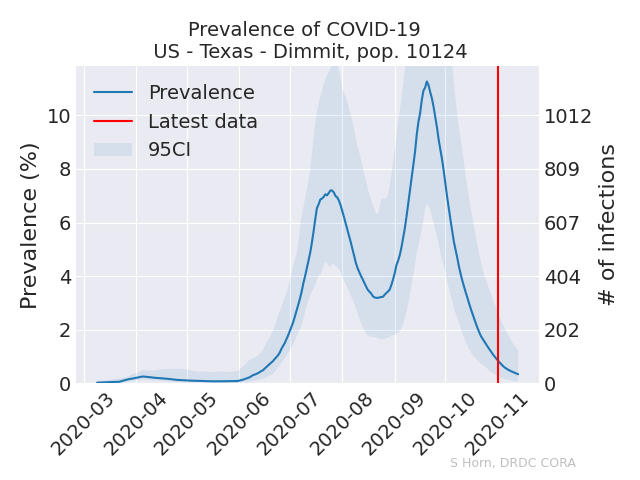 Prevalence of COVID-19
US - Texas - Dimmit, pop. 10124
Prevalence
Latest data
95CI
Prevalence (%)
10
8
6
4
2
0
1012
809
607
404
202
0
# of infections
2020-03
2020-04
2020-05
2020-06
2020-07
2020-08
2020-09
2020-10
2020-11
S Horn, DRDC CORA